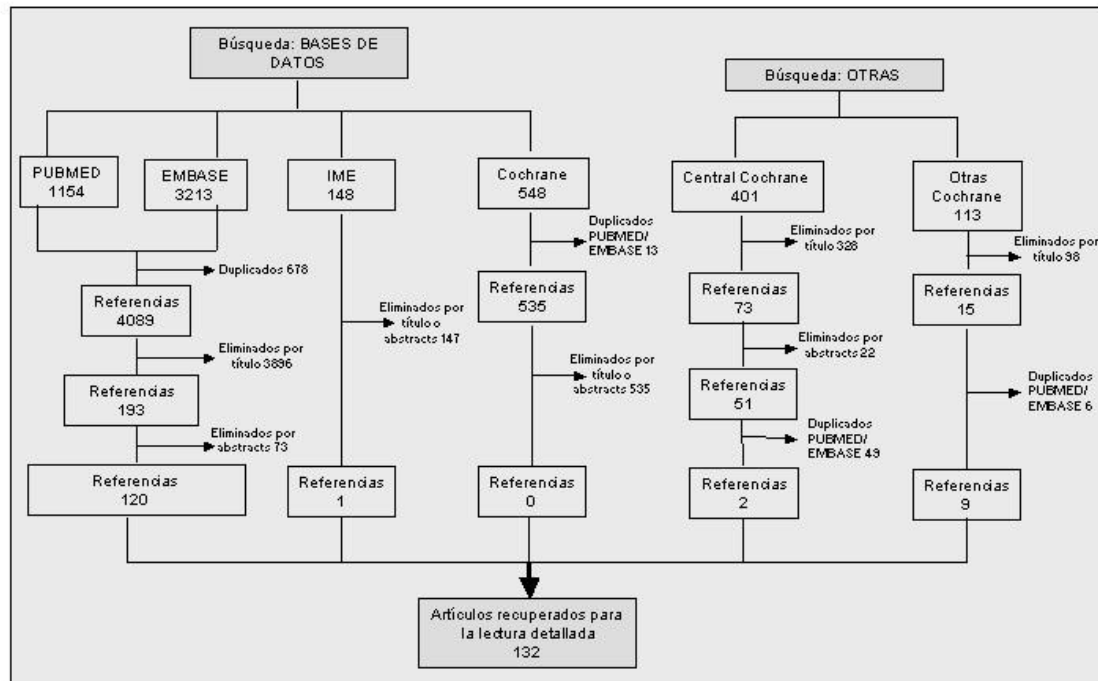 Búsqueda: BASES DE
DATOS
Búsqueda: OTRAS
PUBMED
1154
EMBASE
3213
IME
148
Cochrane
548
Central Cochrane
401
Otras
Cochrane
113
Duplicados
PUBMED/
EMBASE 13
Eliminados por
título 328
Eliminados por
título 98
Duplicados 678
Referencias
4089
Referencias
535
Referencias
73
Referencias
15
Eliminados por
título o
abstracts 147
Eliminados por
título 3896
Eliminados por
abstracts 22
Eliminados por
título o
abstracts 535
Referencias
193
Referencias
51
Duplicados
PUBMED/
EMBASE 6
Eliminados por
abstracts 73
Duplicados
PUBMED/
EMBASE 49
Referencias
120
Referencias
1
Referencias
0
Referencias
2
Referencias
9
Artículos recuperados para
la lectura detallada
132